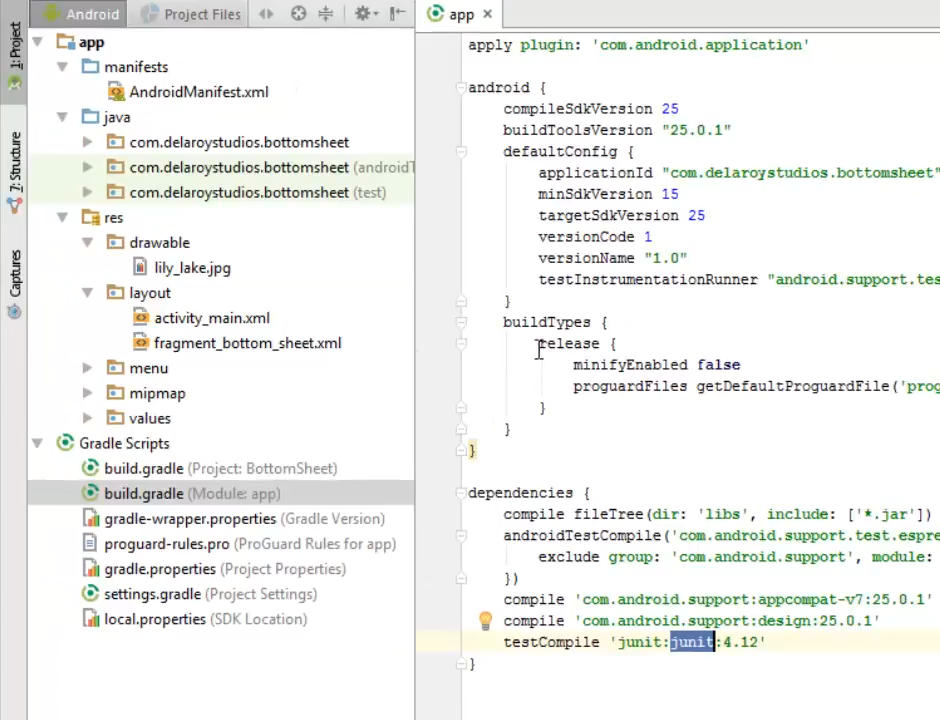 Android
Project Files
1: Project
7: Structure
Captures
app
manifests
AndroidManifest.xml
java
com.delaroystudios.bottomsheet
com.delaroystudios.bottomsheet (androidT
com.delaroystudios.bottomsheet (test)
res
drawable
lily_lake.jpg
layout
activity_main.xml
fragment_bottom_sheet.xml
menu
mipmap
values
Gradle Scripts
build.gradle (Project: BottomSheet)
build.gradle (Module: app)
gradle-wrapper.properties (Gradle Version)
proguard-rules.pro (ProGuard Rules for app)
gradle.properties (Project Properties)
settings.gradle (Project Settings)
local.properties (SDK Location)
app
apply plugin: 'com.android.application'
android {
compileSdkVersion 25
buildToolsVersion "25.0.1"
defaultConfig {
applicationId "com.delaroystudios.bottomsheet"
minSdkVersion 15
targetSdkVersion 25
versionCode 1
versionName "1.0"
testInstrumentationRunner "android.support.tes
}
buildTypes {
release {
minifyEnabled false
proguardFiles getDefaultProguardFile('prog
}
}
}
dependencies {
compile fileTree(dir: 'libs', include: ['*.jar'])
androidTestCompile('com.android.support.test.espre
exclude group: 'com.android.support', module:
})
compile 'com.android.support:appcompat-v7:25.0.1'
compile 'com.android.support:design:25.0.1'
testCompile 'junit:junit:4.12'
}